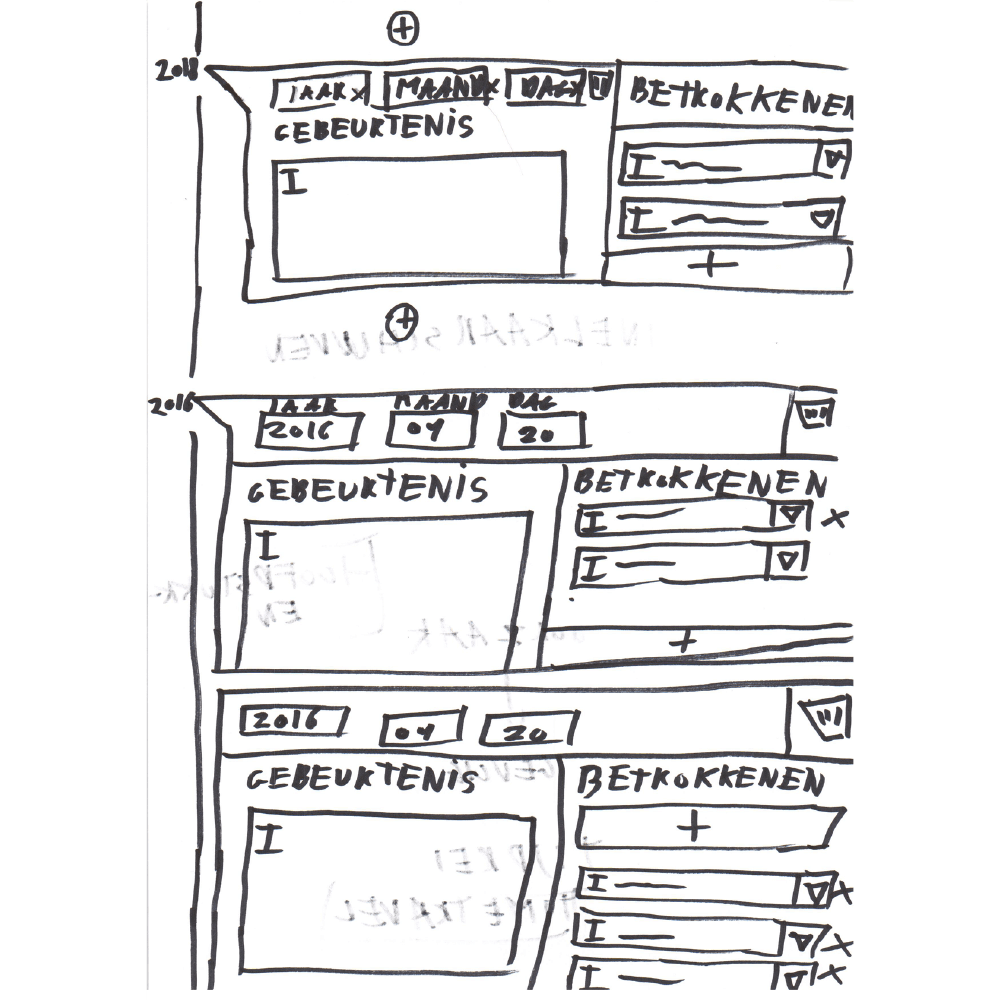 +
2018
JAAR x MAAND x DAG x
BETROKKENEN
GEBEURTENIS
I
I
I
+
+
2016
JAAR MAAND DAG
2016 04 20
GEBEURTENIS
BETROKKENEN
I
I x
I
+
2016 04 20
GEBEURTENIS
BETROKKENEN
I
+
I x
I x
I x